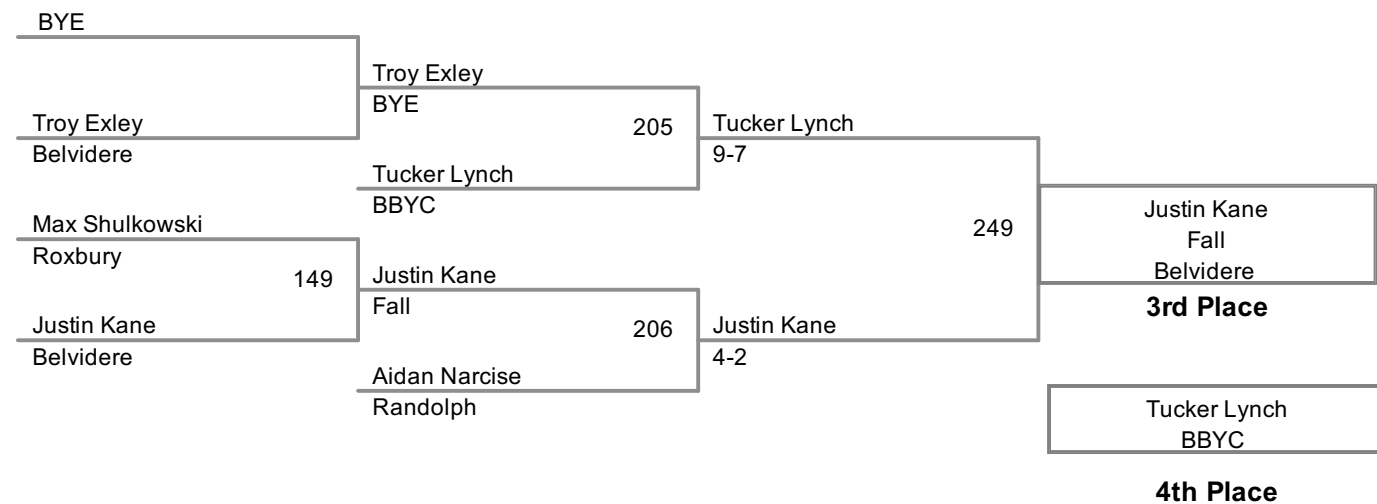 BYE
Troy Exley
BYE
Troy Exley
Belvidere
205
Tucker Lynch
9-7
Tucker Lynch
BBYC
Max Shulkowski
Roxbury
149
Justin Kane
Fall
Justin Kane
Belvidere
206
Justin Kane
4-2
Aidan Narcise
Randolph
249
Justin Kane
Fall
Belvidere
3rd Place
Tucker Lynch
BBYC
4th Place